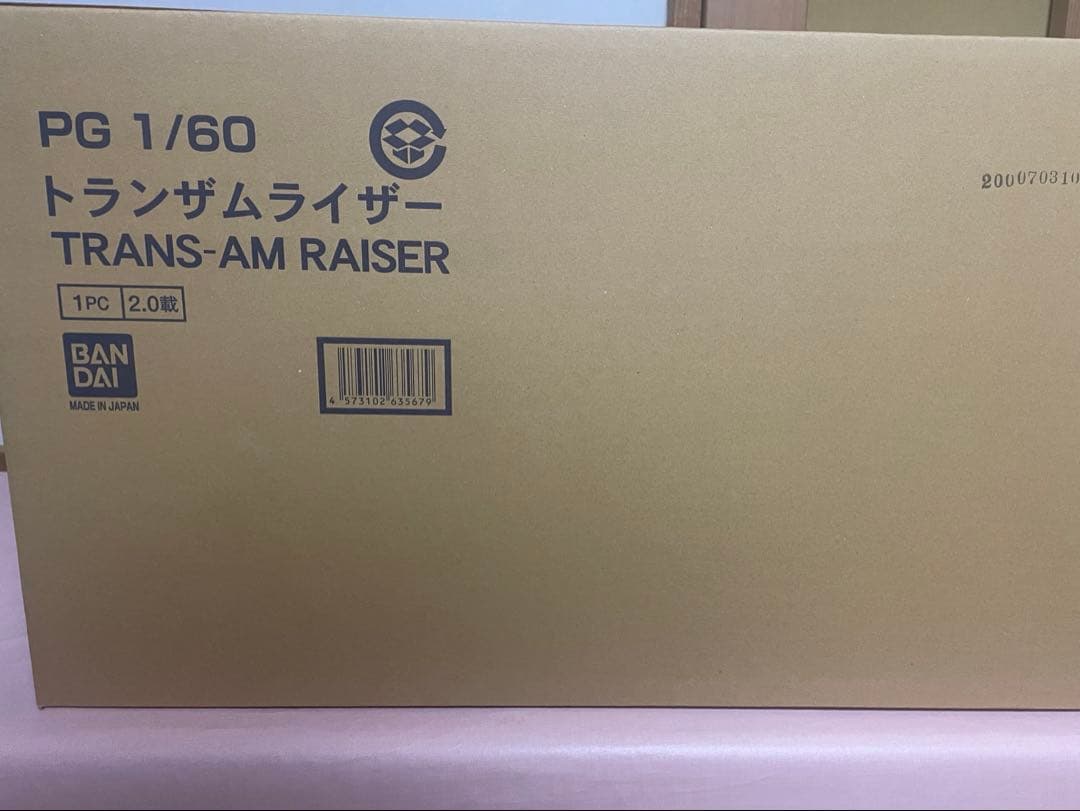 PG 1/60
トランザムライザー
TRANS-AM RAISER
1PC 2.0載
BAN
DAI
MADE IN JAPAN
4 573102 635679
200070310